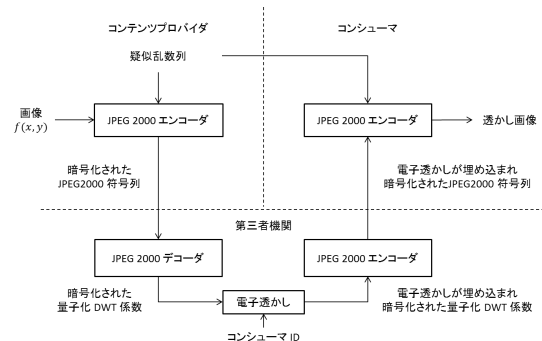 コンテンツプロバイダ
コンシューマ
疑似乱数列
画像
f(x, y)
JPEG 2000 エンコーダ
JPEG 2000 エンコーダ
透かし画像
暗号化された
JPEG2000 符号列
電子透かしが埋め込まれ
暗号化されたJPEG2000 符号列
第三者機関
JPEG 2000 デコーダ
JPEG 2000 エンコーダ
暗号化された
量子化 DWT 係数
電子透かし
電子透かしが埋め込まれ
暗号化された量子化 DWT 係数
コンシューマ ID